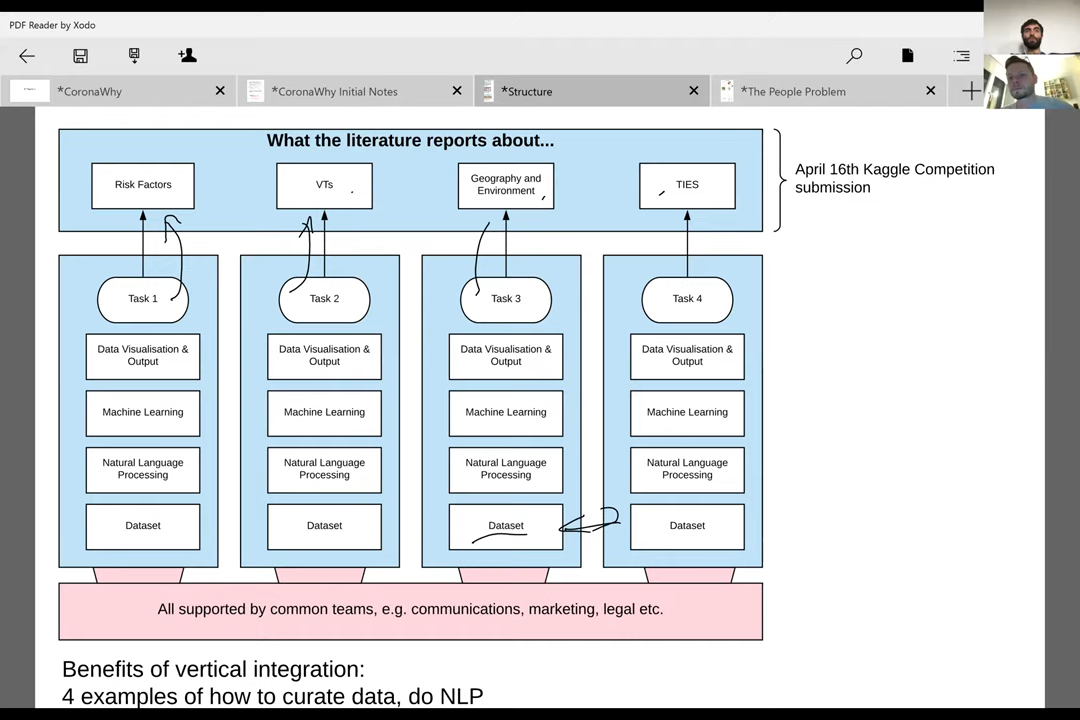 PDF Reader by Xodo
*CoronaWhy
*CoronaWhy Initial Notes
*Structure
*The People Problem
What the literature reports about...
Risk Factors
VTs
Geography and
Environment
TIES
April 16th Kaggle Competition
submission
Task 1
Task 2
Task 3
Task 4
Data Visualisation &
Output
Data Visualisation &
Output
Data Visualisation &
Output
Data Visualisation &
Output
Machine Learning
Machine Learning
Machine Learning
Machine Learning
Natural Language
Processing
Natural Language
Processing
Natural Language
Processing
Natural Language
Processing
Dataset
Dataset
Dataset
Dataset
All supported by common teams, e.g. communications, marketing, legal etc.
Benefits of vertical integration:
4 examples of how to curate data, do NLP